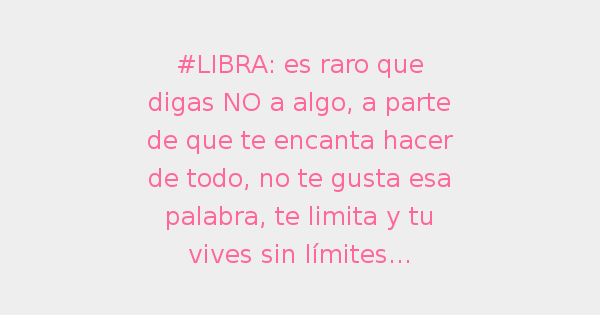 #LIBRA: es raro que
digas NO a algo, a parte
de que te encanta hacer
de todo, no te gusta esa
palabra, te limita y tu
vives sin límites...